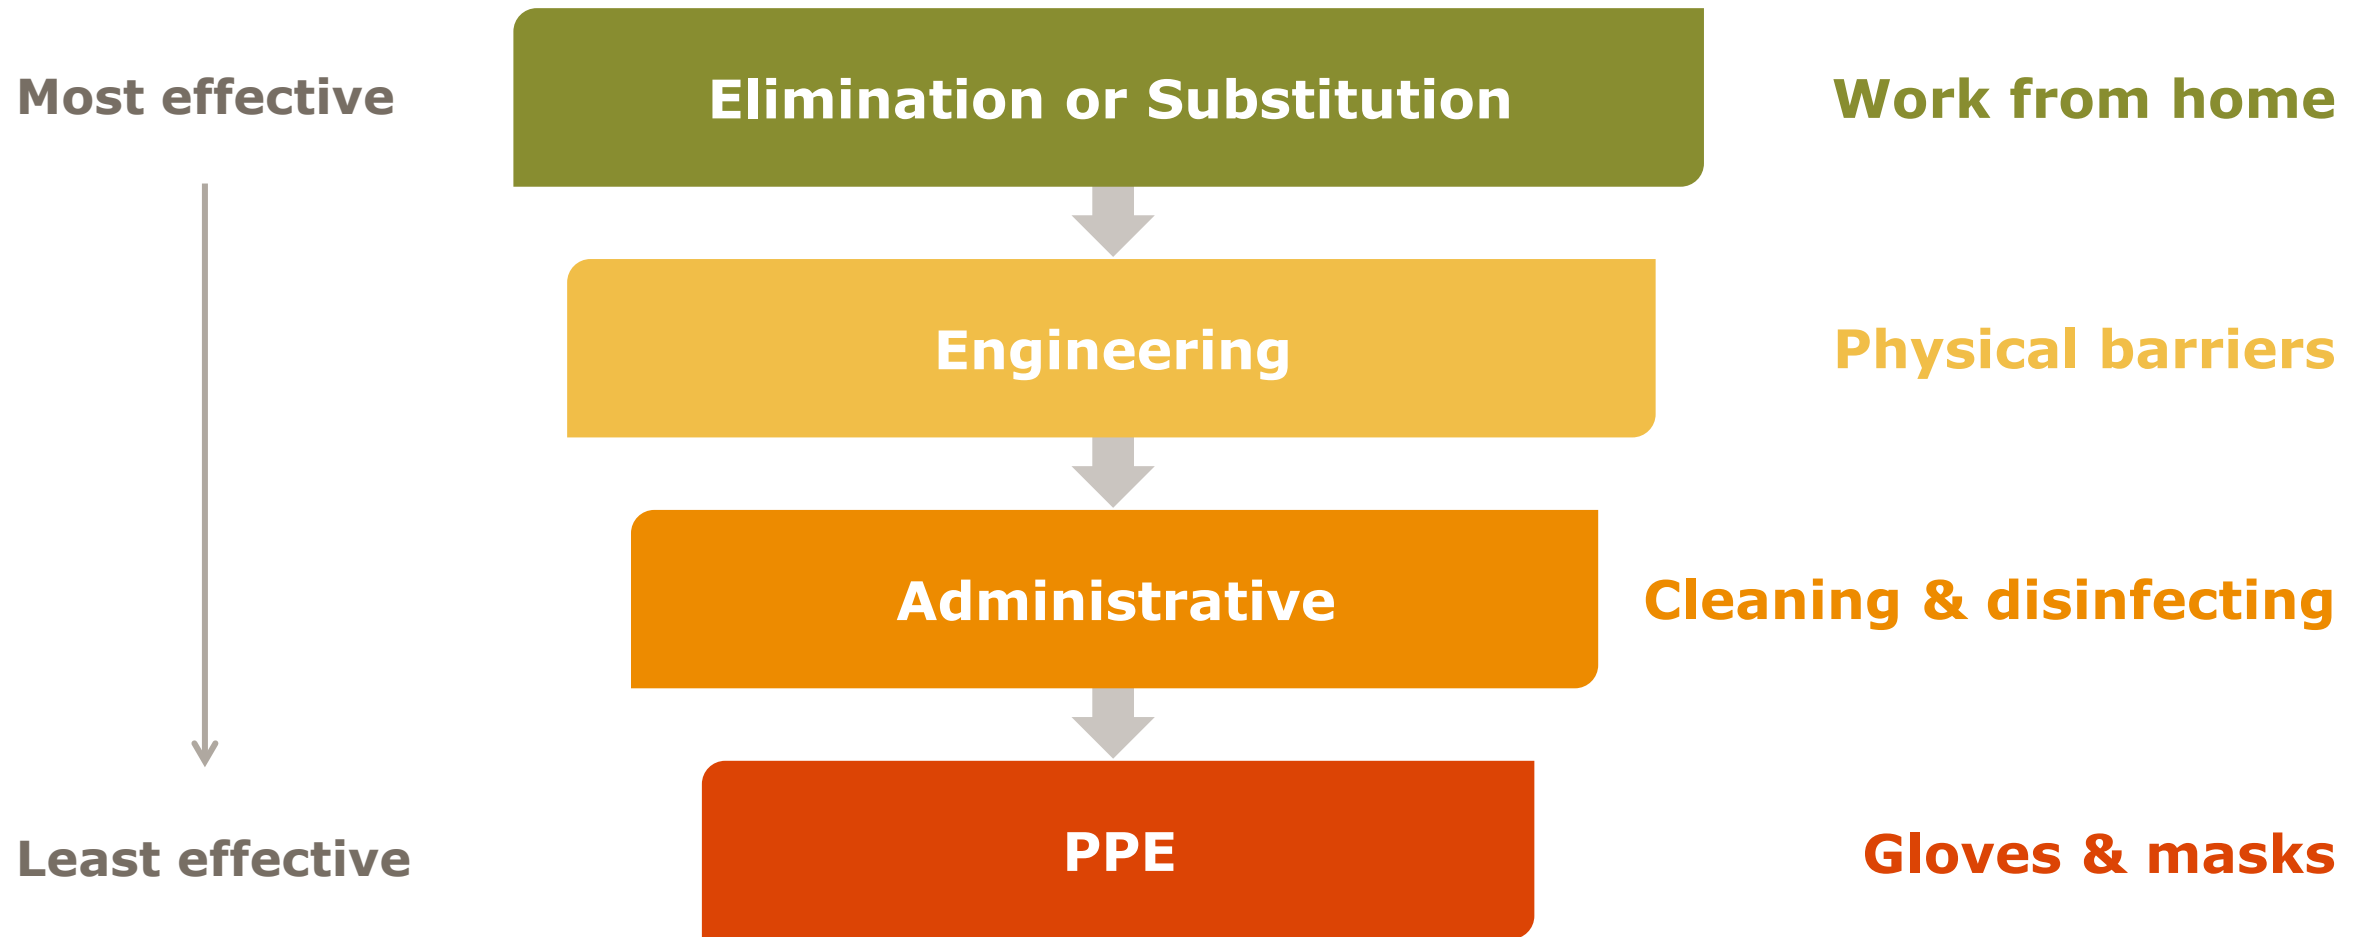 Most effective
Elimination or Substitution
Work from home
Engineering
Physical barriers
Administrative
Cleaning & disinfecting
Least effective
PPE
Gloves & masks